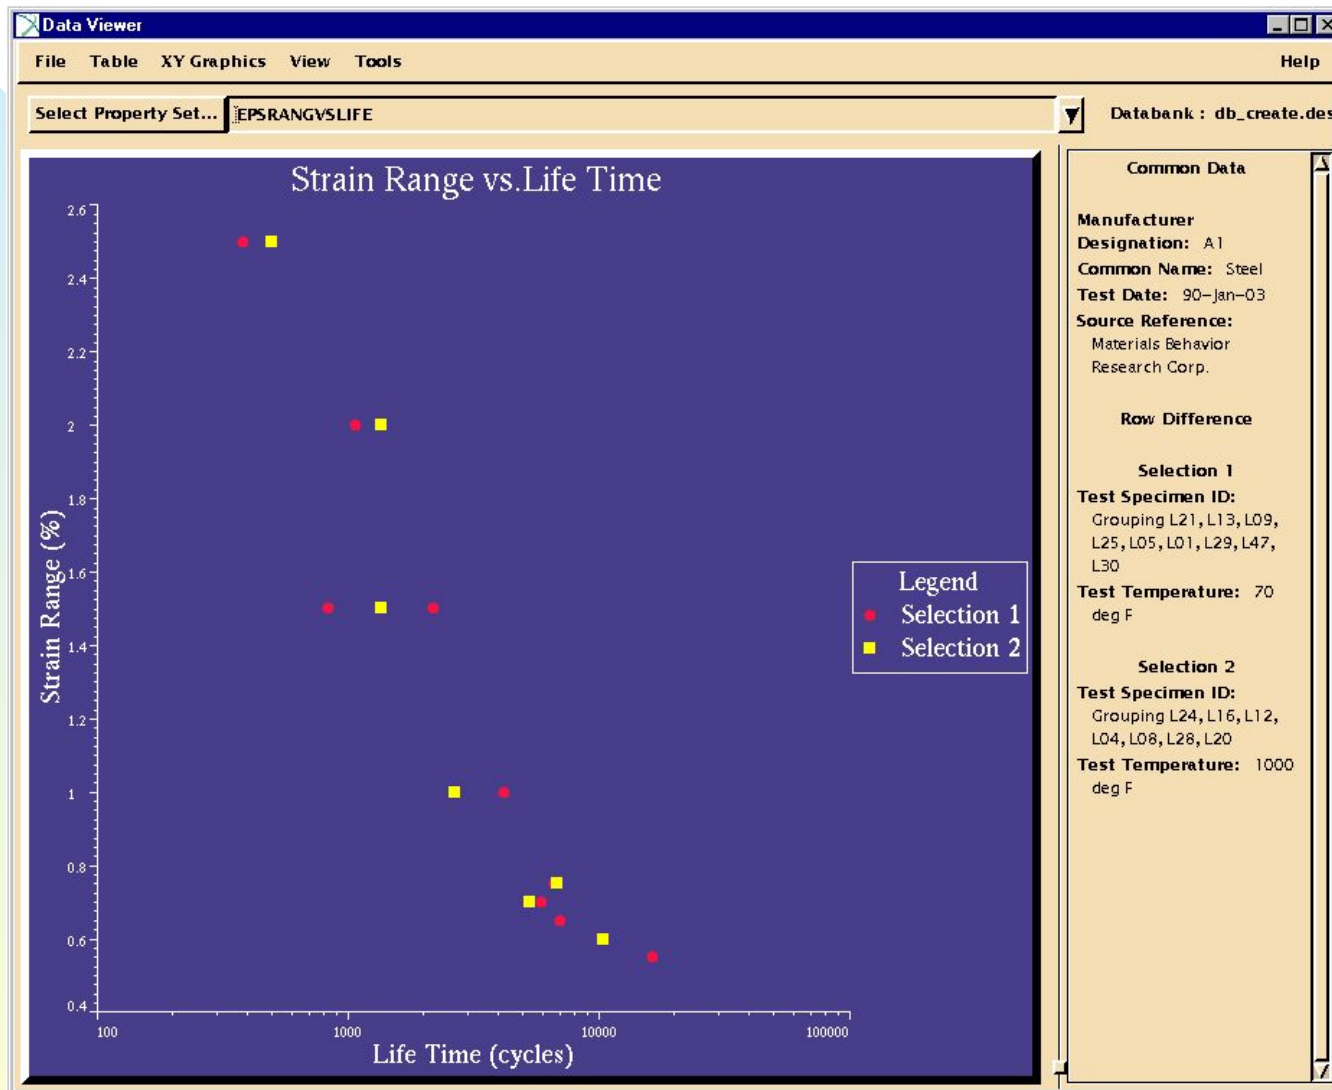 Data Viewer
File Table XY Graphics View Tools Help
Select Property Set... EPSRANGVSLIFE Databank : db_create.des
Strain Range vs.Life Time
2.6
2.4
2.2
2
1.8
1.6
1.4
1.2
1
0.8
0.6
0.4
Strain Range (%)
100 1000 10000 100000
Life Time (cycles)
Legend
Selection 1
Selection 2
Common Data
Manufacturer
Designation: A1
Common Name: Steel
Test Date: 90-Jan-03
Source Reference:
Materials Behavior
Research Corp.
Row Difference
Selection 1
Test Specimen ID:
Grouping L21, L13, L09,
L25, L05, L01, L29, L47,
L30
Test Temperature: 70
deg F
Selection 2
Test Specimen ID:
Grouping L24, L16, L12,
L04, L08, L28, L20
Test Temperature: 1000
deg F